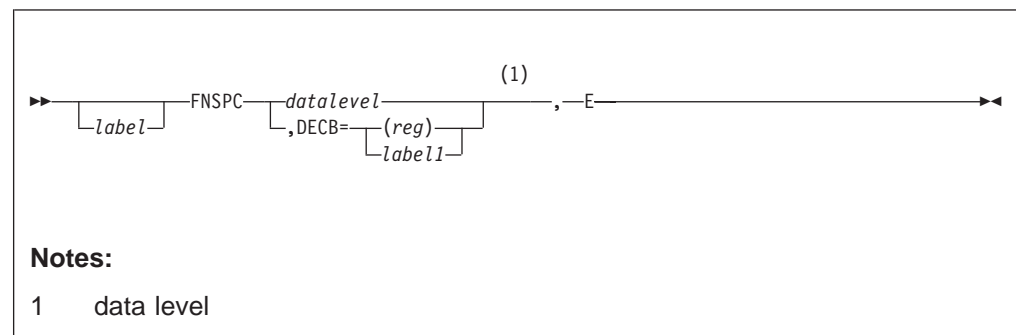 (1)
FNSPC datalevel , E
label ,DECB= (reg)
label1
Notes:
1 data level